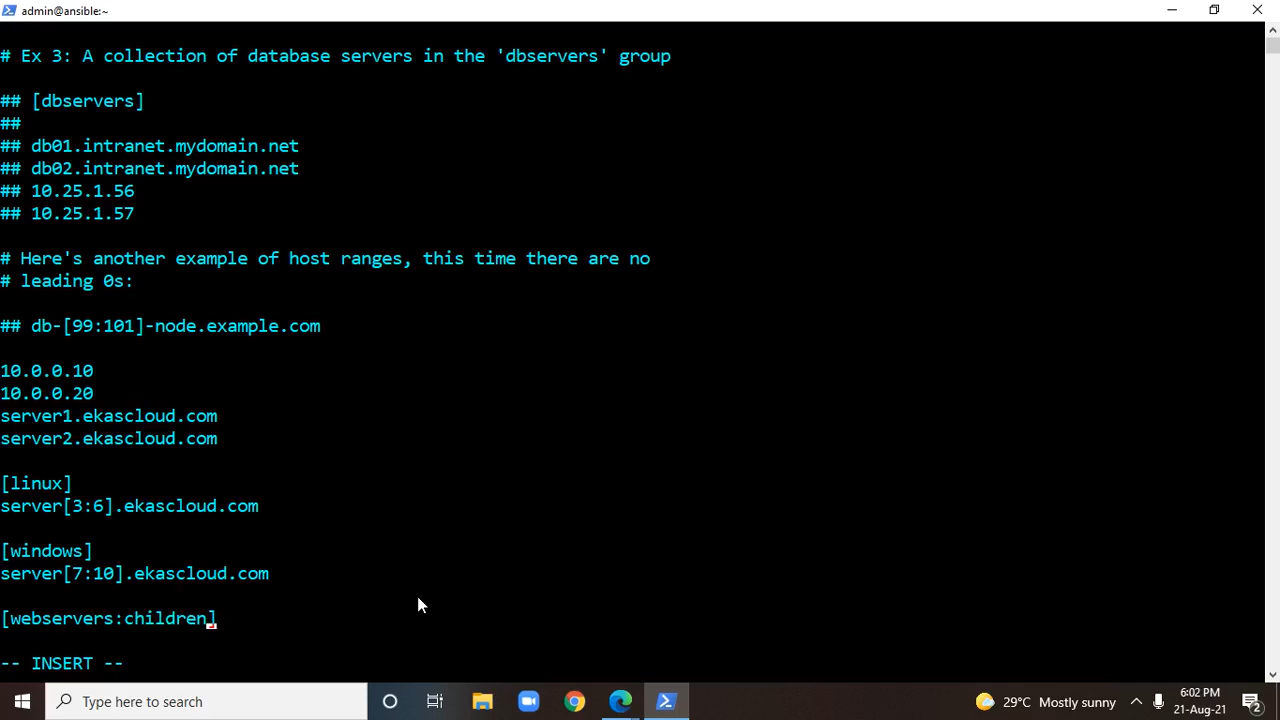 admin@ansible:~
# Ex 3: A collection of database servers in the 'dbservers' group
## [dbservers]
##
## db01.intranet.mydomain.net
## db02.intranet.mydomain.net
## 10.25.1.56
## 10.25.1.57
# Here's another example of host ranges, this time there are no
# leading 0s:
## db-[99:101]-node.example.com
10.0.0.10
10.0.0.20
server1.ekascloud.com
server2.ekascloud.com
[linux]
server[3:6].ekascloud.com
[windows]
server[7:10].ekascloud.com
[webservers:children]
-- INSERT --
Type here to search
29°C Mostly sunny
6:02 PM
21-Aug-21
2